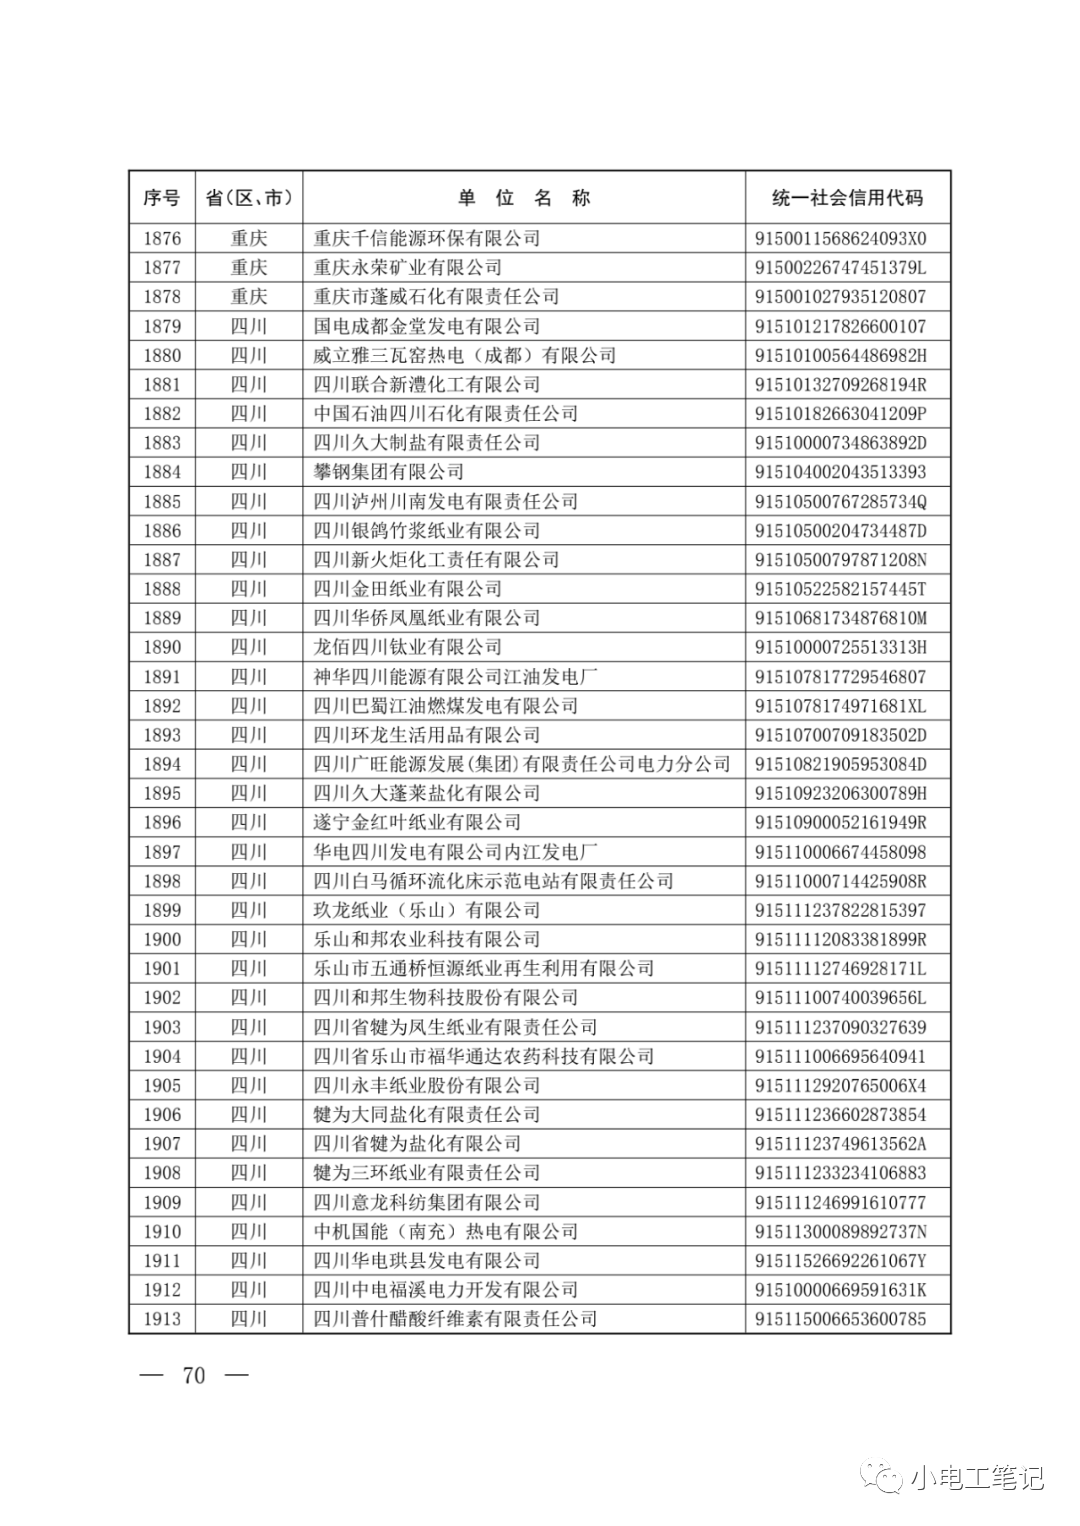 序号 省（区、市） 单位名称 统一社会信用代码
1876 重庆 重庆千信能源环保有限公司 9150011568624093X0
1877 重庆 重庆永荣矿业有限公司 91500226747451379L
1878 重庆 重庆市蓬威石化有限责任公司 915001027935120807
1879 四川 国电成都金堂发电有限公司 915101217826600107
1880 四川 威立雅三瓦窑热电（成都）有限公司 91510100564486982H
1881 四川 四川联合新澧化工有限公司 91510132709268194R
1882 四川 中国石油四川石化有限责任公司 91510182663041209P
1883 四川 四川久大制盐有限责任公司 91510000734863892D
1884 四川 攀钢集团有限公司 915104002043513393
1885 四川 四川泸州川南发电有限责任公司 91510500767285734Q
1886 四川 四川银鸽竹浆纸业有限公司 91510500204734487D
1887 四川 四川新火炬化工责任有限公司 91510500797871208N
1888 四川 四川金田纸业有限公司 91510522582157445T
1889 四川 四川华侨凤凰纸业有限公司 91510681734876810M
1890 四川 龙佰四川钛业有限公司 91510000725513313H
1891 四川 神华四川能源有限公司江油发电厂 915107817729546807
1892 四川 四川巴蜀江油燃煤发电有限公司 9151078174971681XL
1893 四川 四川环龙生活用品有限公司 91510700709183502D
1894 四川 四川广旺能源发展(集团)有限责任公司电力分公司 91510821905953084D
1895 四川 四川久大蓬莱盐化有限公司 91510923206300789H
1896 四川 遂宁金红叶纸业有限公司 91510900052161949R
1897 四川 华电四川发电有限公司内江发电厂 915110006674458098
1898 四川 四川白马循环流化床示范电站有限责任公司 91511000714425908R
1899 四川 玖龙纸业（乐山）有限公司 915111237822815397
1900 四川 乐山和邦农业科技有限公司 91511112083381899R
1901 四川 乐山市五通桥恒源纸业再生利用有限公司 91511112746928171L
1902 四川 四川和邦生物科技股份有限公司 91511100740039656L
1903 四川 四川省犍为凤生纸业有限责任公司 915111237090327639
1904 四川 四川省乐山市福华通达农药科技有限公司 915111006695640941
1905 四川 四川永丰纸业股份有限公司 9151112920765006X4
1906 四川 犍为大同盐化有限责任公司 915111236602873854
1907 四川 四川省犍为盐化有限公司 91511123749613562A
1908 四川 犍为三环纸业有限责任公司 915111233234106883
1909 四川 四川意龙科纺集团有限公司 915111246991610777
1910 四川 中机国能（南充）热电有限公司 91511300089892737N
1911 四川 四川华电珙县发电有限公司 91511526692261067Y
1912 四川 四川中电福溪电力开发有限公司 91510000669591631K
1913 四川 四川普什醋酸纤维素有限责任公司 915115006653600785
— 70 —
小电工笔记